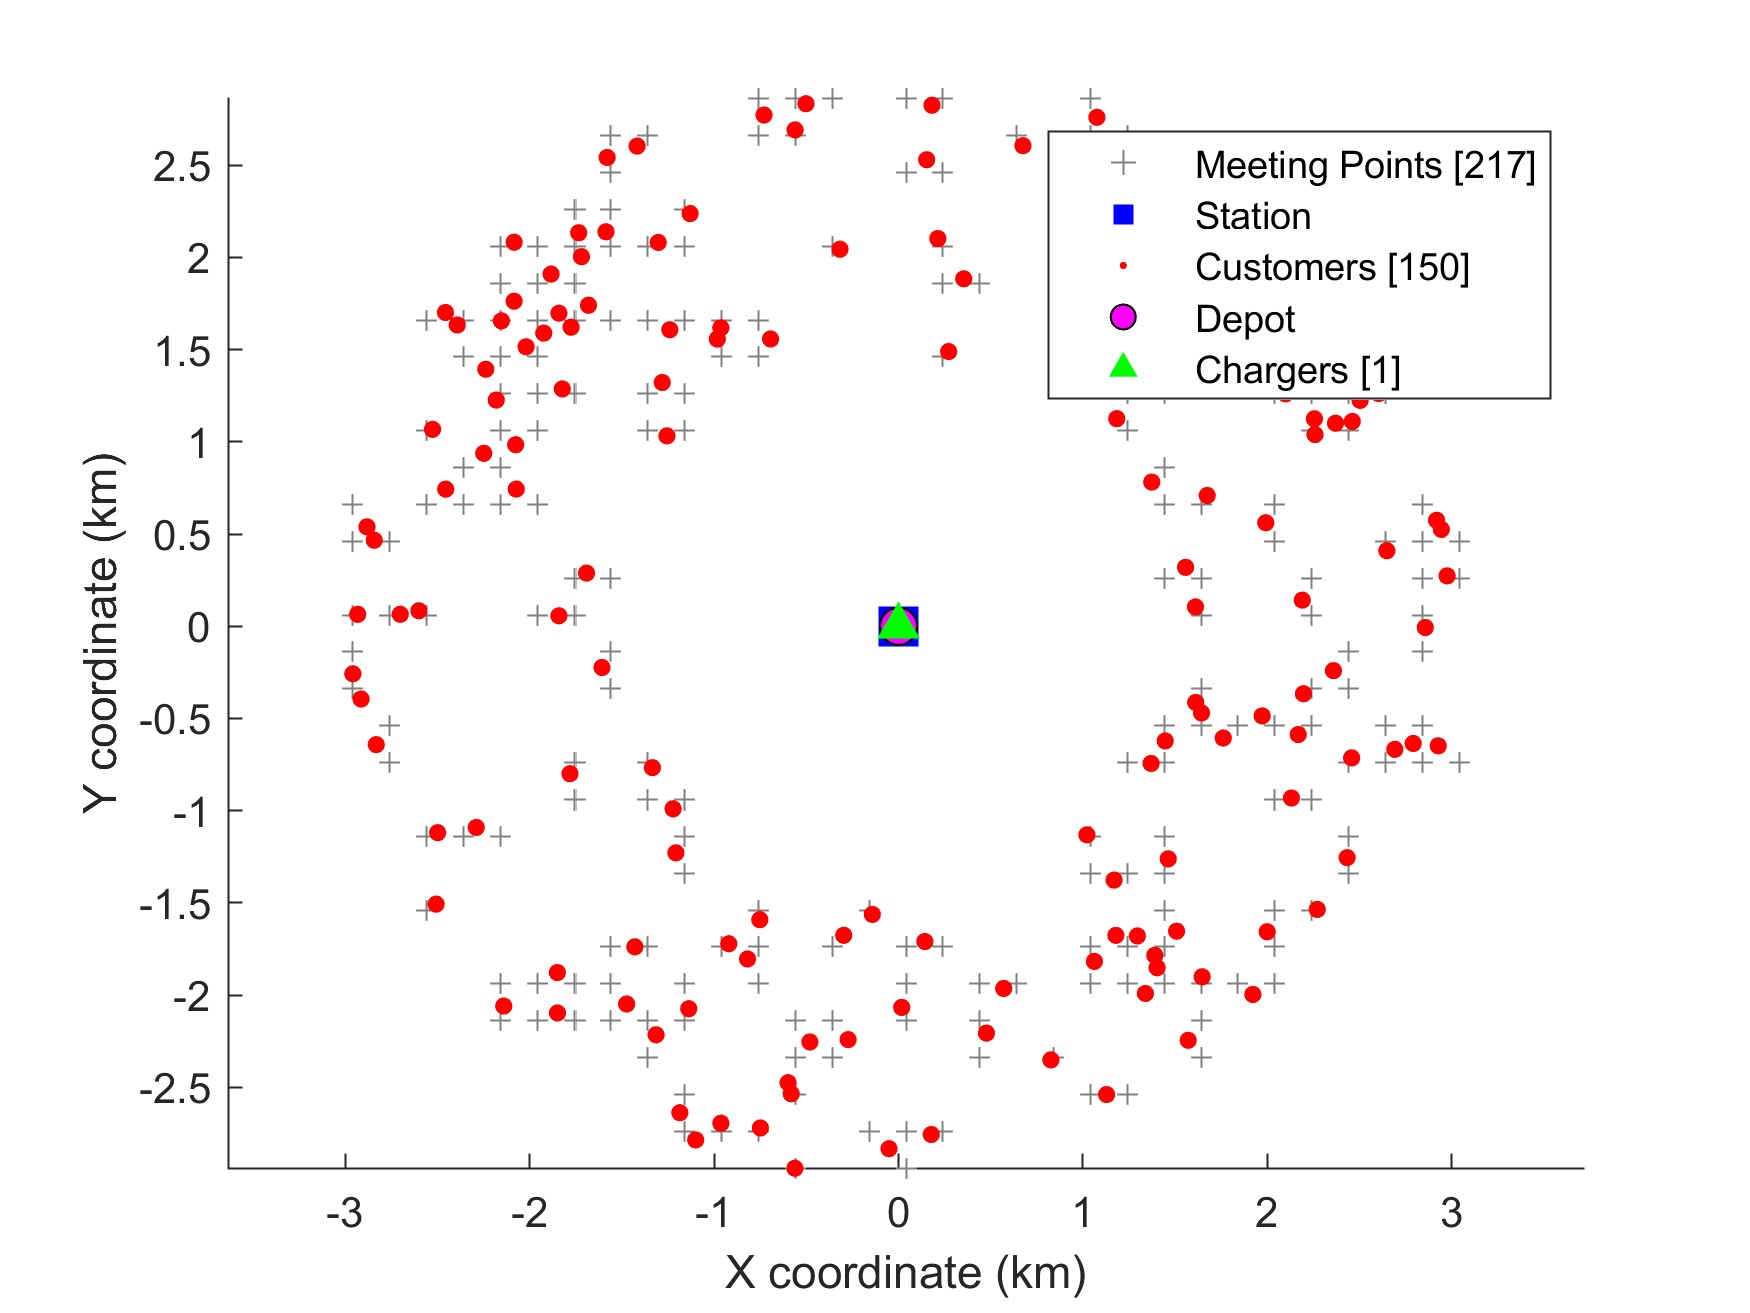 2.5
2
1.5
1
0.5
0
-0.5
-1
-1.5
-2
-2.5
Y coordinate (km)
Meeting Points [217]
Station
Customers [150]
Depot
Chargers [1]
-3 -2 -1 0 1 2 3
X coordinate (km)